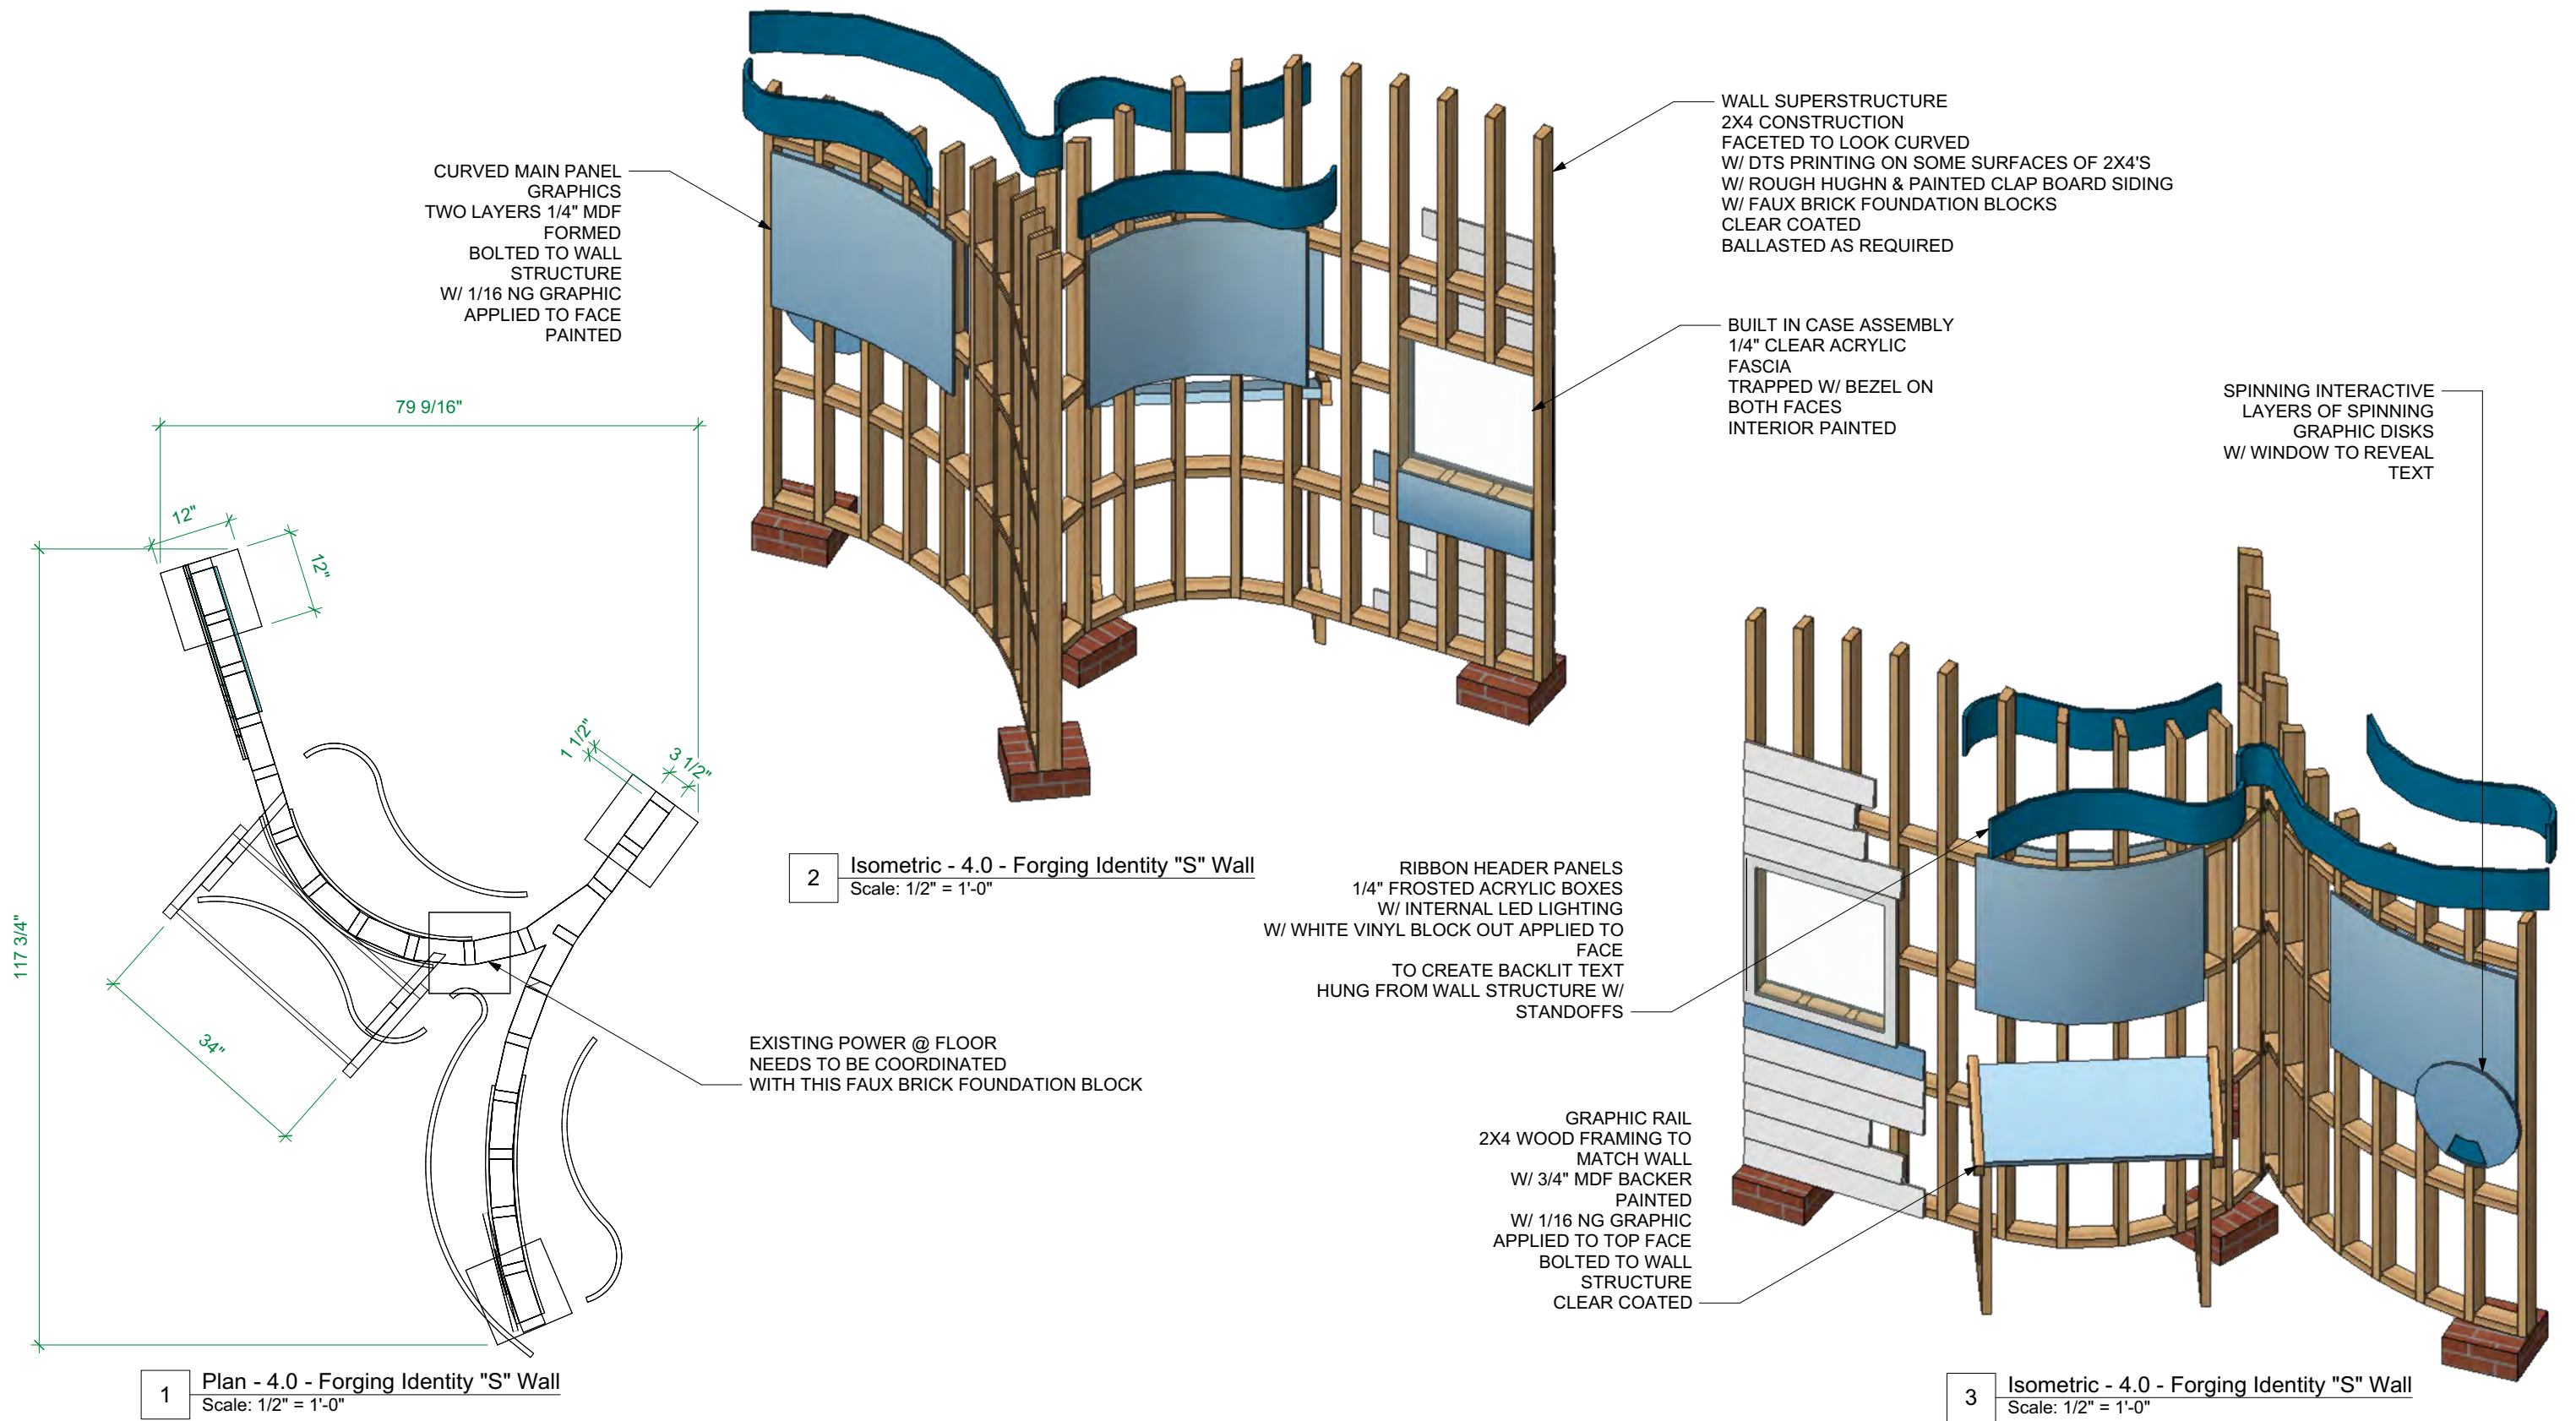 CURVED MAIN PANEL
GRAPHICS
TWO LAYERS 1/4" MDF
FORMED
BOLTED TO WALL
STRUCTURE
W/ 1/16 NG GRAPHIC
APPLIED TO FACE
PAINTED
WALL SUPERSTRUCTURE
2X4 CONSTRUCTION
FACETED TO LOOK CURVED
W/ DTS PRINTING ON SOME SURFACES OF 2X4'S
W/ ROUGH HUGHN & PAINTED CLAP BOARD SIDING
W/ FAUX BRICK FOUNDATION BLOCKS
CLEAR COATED
BALLASTED AS REQUIRED
BUILT IN CASE ASSEMBLY
1/4" CLEAR ACRYLIC
FASCIA
TRAPPED W/ BEZEL ON
BOTH FACES
INTERIOR PAINTED
SPINNING INTERACTIVE
LAYERS OF SPINNING
GRAPHIC DISKS
W/ WINDOW TO REVEAL
TEXT
79 9/16"
12"
12"
1 1/2"
3 1/2"
117 3/4"
34"
2
Isometric - 4.0 - Forging Identity "S" Wall
Scale: 1/2" = 1'-0"
RIBBON HEADER PANELS
1/4" FROSTED ACRYLIC BOXES
W/ INTERNAL LED LIGHTING
W/ WHITE VINYL BLOCK OUT APPLIED TO
FACE
TO CREATE BACKLIT TEXT
HUNG FROM WALL STRUCTURE W/
STANDOFFS
EXISTING POWER @ FLOOR
NEEDS TO BE COORDINATED
WITH THIS FAUX BRICK FOUNDATION BLOCK
GRAPHIC RAIL
2X4 WOOD FRAMING TO
MATCH WALL
W/ 3/4" MDF BACKER
PAINTED
W/ 1/16 NG GRAPHIC
APPLIED TO TOP FACE
BOLTED TO WALL
STRUCTURE
CLEAR COATED
1
Plan - 4.0 - Forging Identity "S" Wall
Scale: 1/2" = 1'-0"
3
Isometric - 4.0 - Forging Identity "S" Wall
Scale: 1/2" = 1'-0"